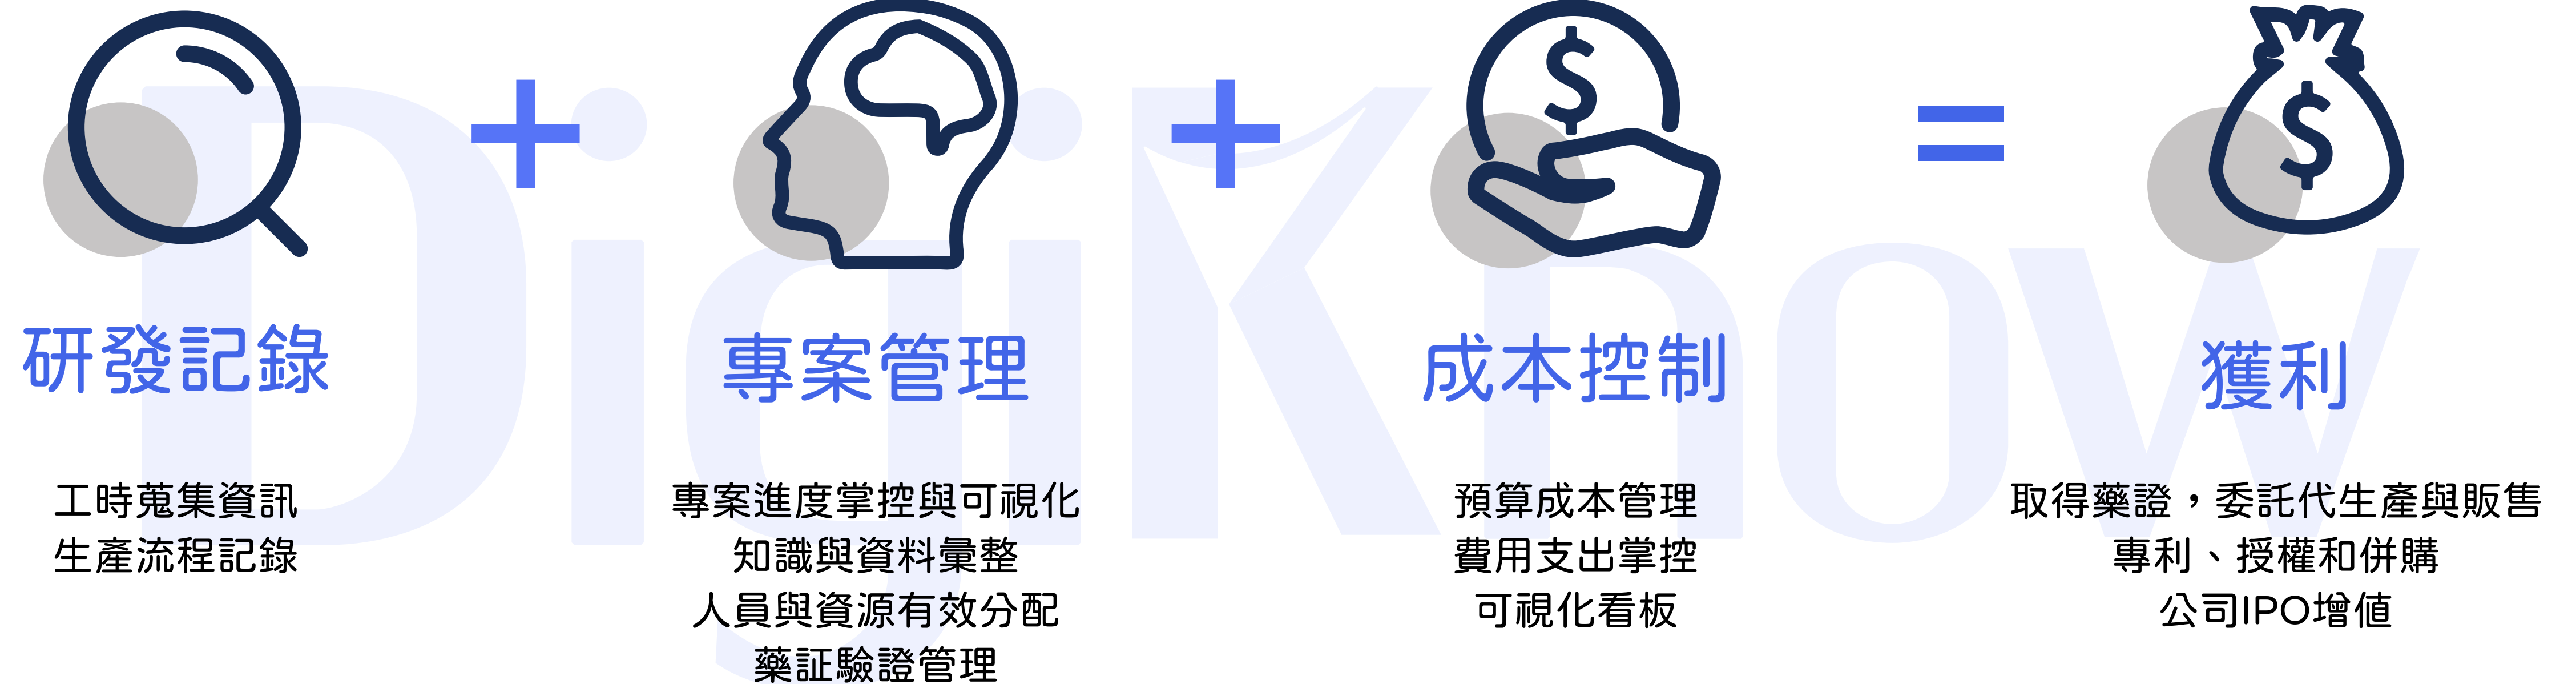 DigiKnow
研發記錄
工時蒐集資訊
生產流程記錄
+
專案管理
專案進度掌控與可視化
知識與資料彙整
人員與資源有效分配
藥証驗證管理
+
成本控制
$
預算成本管理
費用支出掌控
可視化看板
=
獲利
$
取得藥證，委託代生產與販售
專利、授權和併購
公司IPO增值